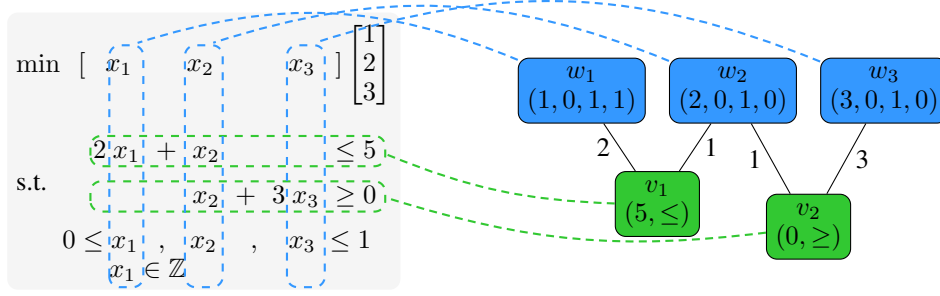 min [ x₁ x₂ x₃ ] [1 2 3]
s.t.
2 x₁ + x₂ ≤ 5
x₂ + 3 x₃ ≥ 0
0 ≤ x₁ , x₂ , x₃ ≤ 1
x₁ ∈ ℤ
w₁
(1, 0, 1, 1)
w₂
(2, 0, 1, 0)
w₃
(3, 0, 1, 0)
2
1
1
3
v₁
(5, ≤)
v₂
(0, ≥)